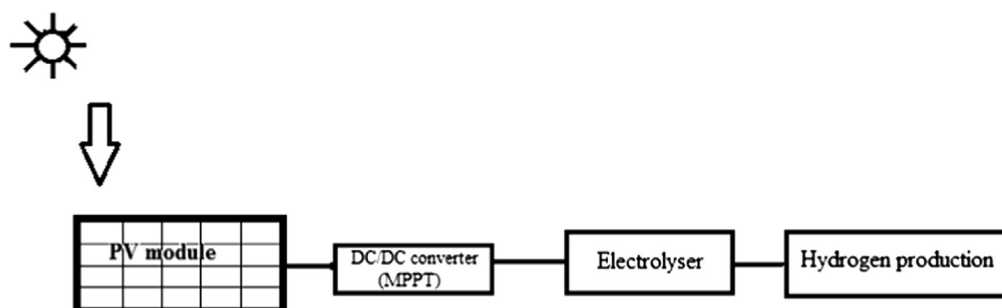 PV module
DC/DC converter
(MPPT)
Electrolyser
Hydrogen production